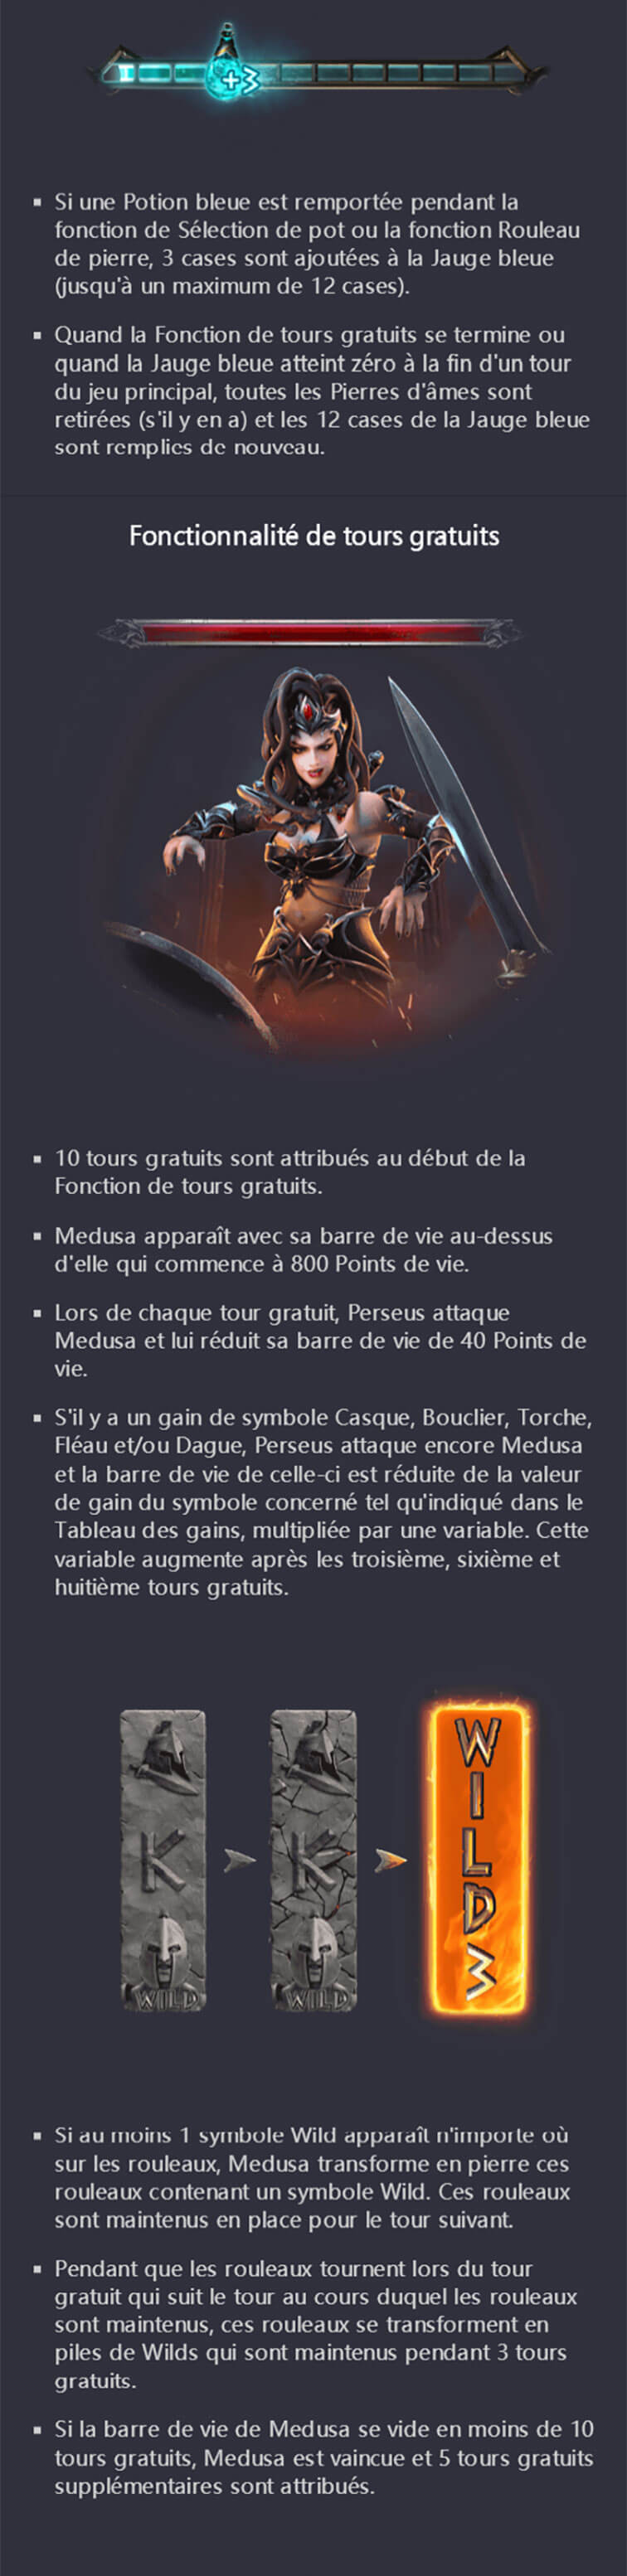 +3
▪ Si une Potion bleue est remportée pendant la
fonction de Sélection de pot ou la fonction Rouleau
de pierre, 3 cases sont ajoutées à la Jauge bleue
(jusqu'à un maximum de 12 cases).
▪ Quand la Fonction de tours gratuits se termine ou
quand la Jauge bleue atteint zéro à la fin d'un tour
du jeu principal, toutes les Pierres d'âmes sont
retirées (s'il y en a) et les 12 cases de la Jauge bleue
sont remplies de nouveau.
Fonctionnalité de tours gratuits
▪ 10 tours gratuits sont attribués au début de la
Fonction de tours gratuits.
▪ Medusa apparaît avec sa barre de vie au-dessus
d'elle qui commence à 800 Points de vie.
▪ Lors de chaque tour gratuit, Perseus attaque
Medusa et lui réduit sa barre de vie de 40 Points de
vie.
▪ S'il y a un gain de symbole Casque, Bouclier, Torche,
Fléau et/ou Dague, Perseus attaque encore Medusa
et la barre de vie de celle-ci est réduite de la valeur
de gain du symbole concerné tel qu'indiqué dans le
Tableau des gains, multipliée par une variable. Cette
variable augmente après les troisième, sixième et
huitième tours gratuits.
K
WILD
K
WILD
WILD3
▪ Si au moins 1 symbole Wild apparaît n'importe où
sur les rouleaux, Medusa transforme en pierre ces
rouleaux contenant un symbole Wild. Ces rouleaux
sont maintenus en place pour le tour suivant.
▪ Pendant que les rouleaux tournent lors du tour
gratuit qui suit le tour au cours duquel les rouleaux
sont maintenus, ces rouleaux se transforment en
piles de Wilds qui sont maintenus pendant 3 tours
gratuits.
▪ Si la barre de vie de Medusa se vide en moins de 10
tours gratuits, Medusa est vaincue et 5 tours gratuits
supplémentaires sont attribués.